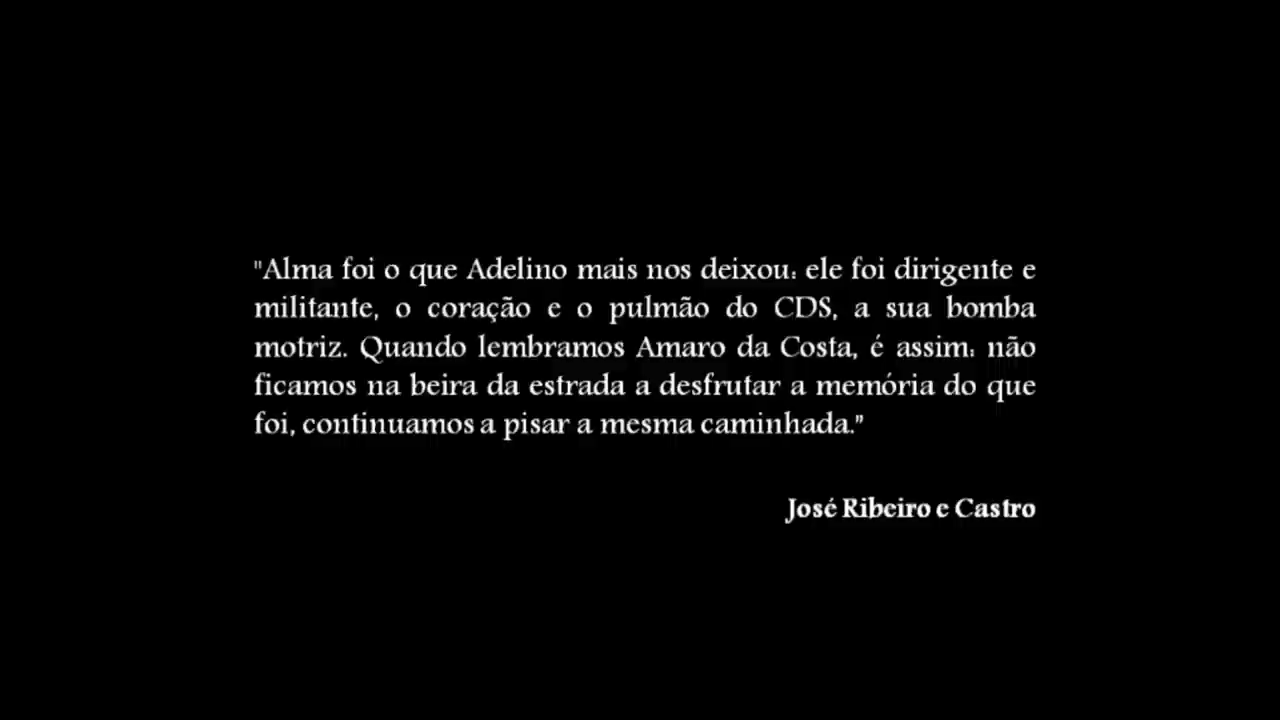 "Alma foi o que Adelino mais nos deixou: ele foi dirigente e
militante, o coração e o pulmão do CDS, a sua bomba
motriz. Quando lembramos Amaro da Costa, é assim: não
ficamos na beira da estrada a desfrutar a memória do que
foi, continuamos a pisar a mesma caminhada."
José Ribeiro e Castro